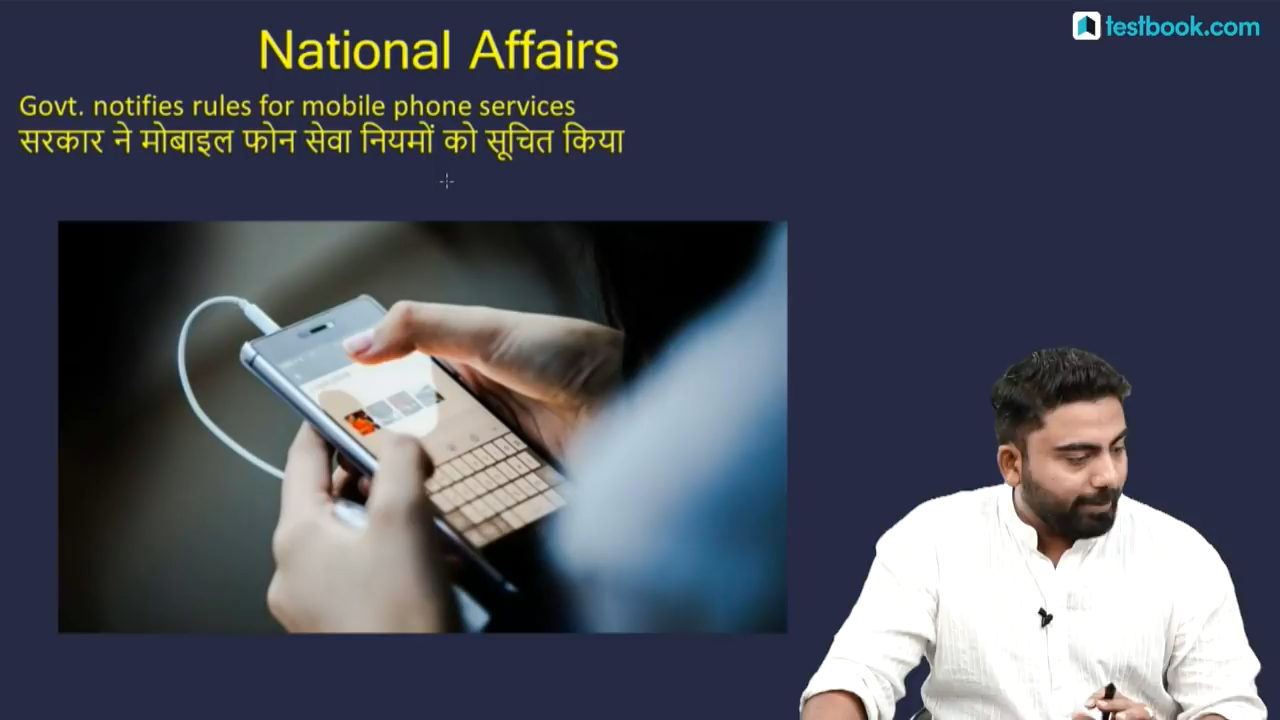 testbook.com
National Affairs
Govt. notifies rules for mobile phone services
सरकार ने मोबाइल फोन सेवा नियमों को सूचित किया